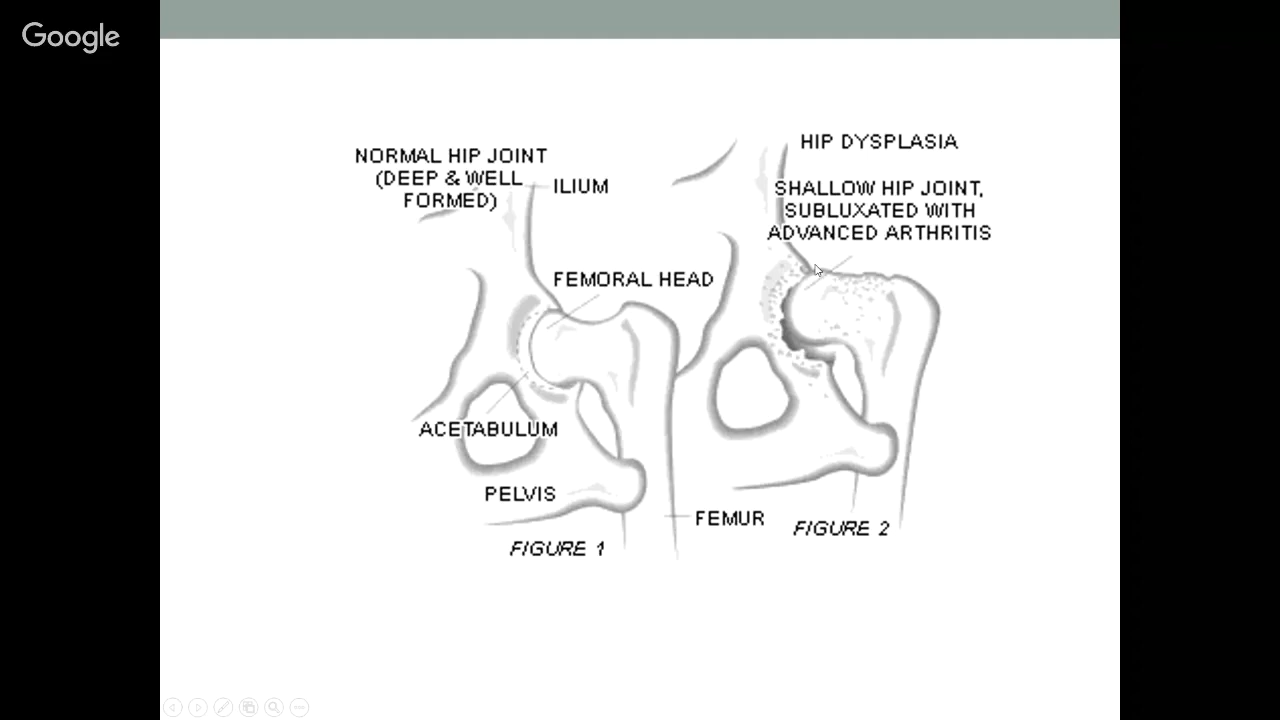 Google
NORMAL HIP JOINT
(DEEP & WELL
FORMED)
ILIUM
FEMORAL HEAD
ACETABULUM
PELVIS
FEMUR
FIGURE 1
HIP DYSPLASIA
SHALLOW HIP JOINT,
SUBLUXATED WITH
ADVANCED ARTHRITIS
FIGURE 2